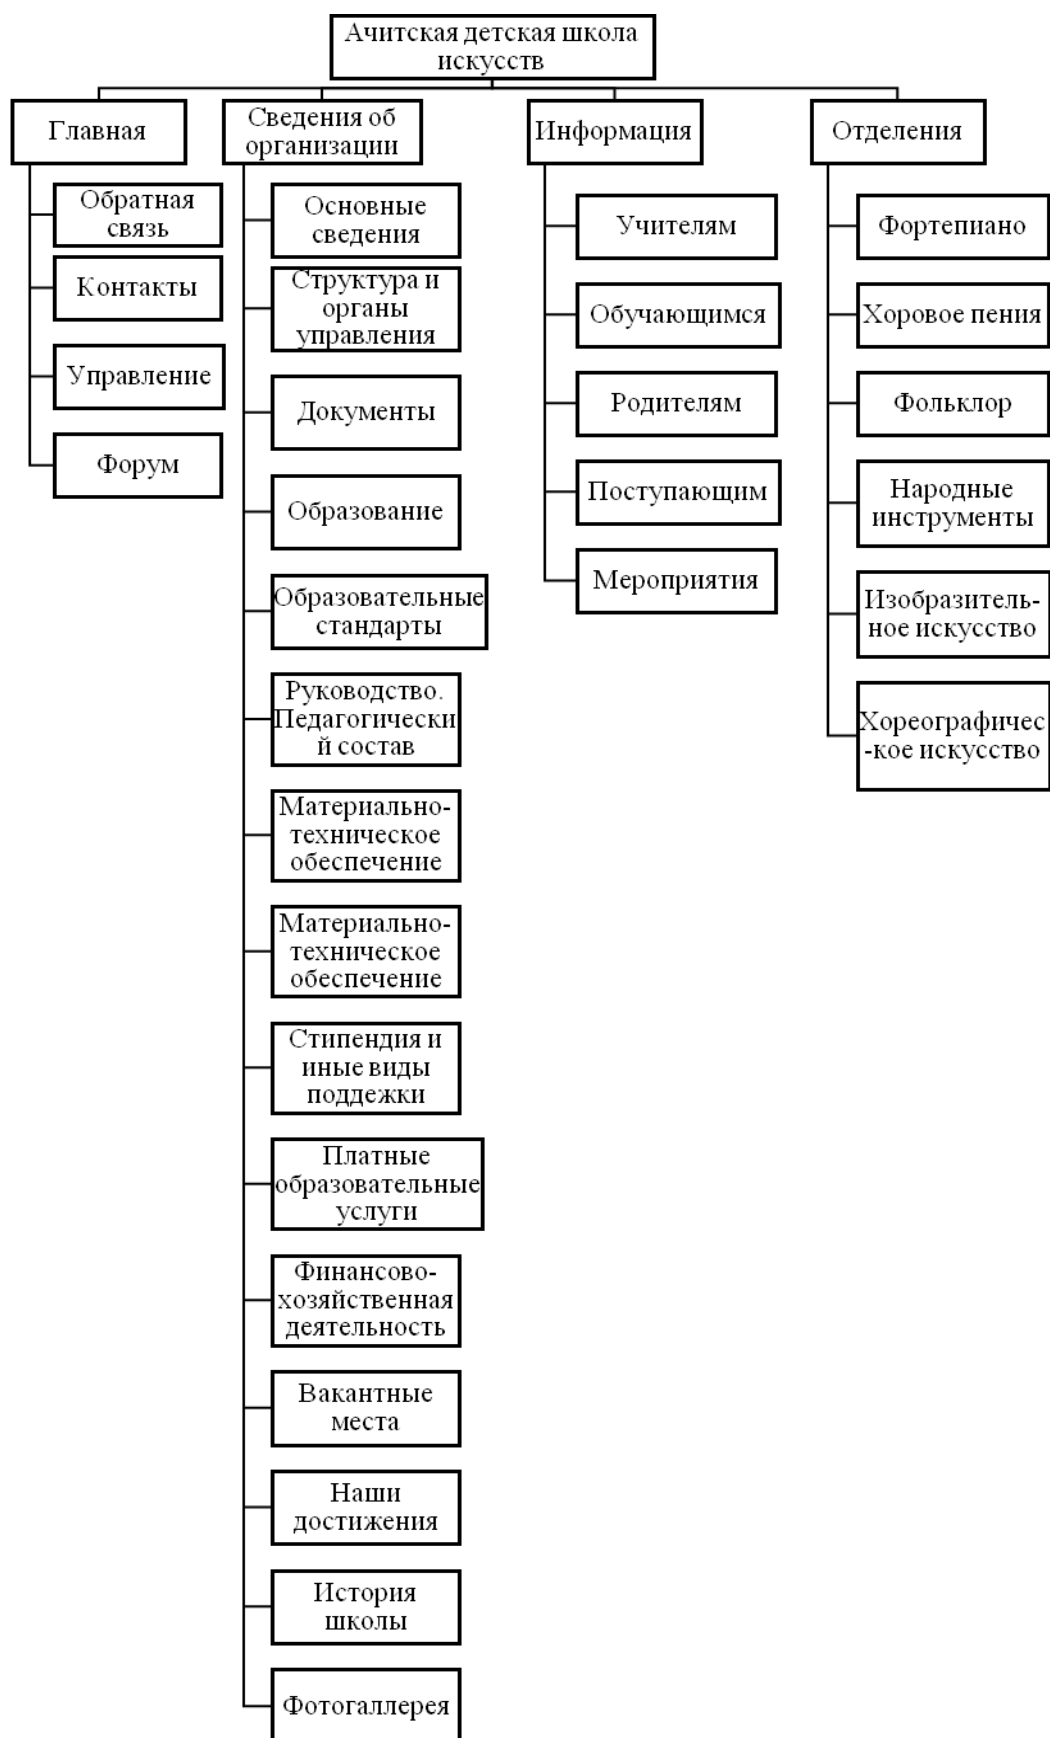 Ачитская детская школа
искусств
Главная
Обратная
связь
Контакты
Управление
Форум
Сведения об
организации
Основные
сведения
Структура и
органы
управления
Документы
Образование
Образовательные
стандарты
Руководство.
Педагогически
й состав
Материально-
техническое
обеспечение
Материально-
техническое
обеспечение
Стипендия и
иные виды
поддежки
Платные
образовательные
услуги
Финансово-
хозяйственная
деятельность
Вакантные
места
Наши
достижения
История
школы
Фотогаллерея
Информация
Учителям
Обучающимся
Родителям
Поступающим
Мероприятия
Отделения
Фортепиано
Хоровое пения
Фольклор
Народные
инструменты
Изобразитель-
ное искусство
Хореографичес
-кое искусство